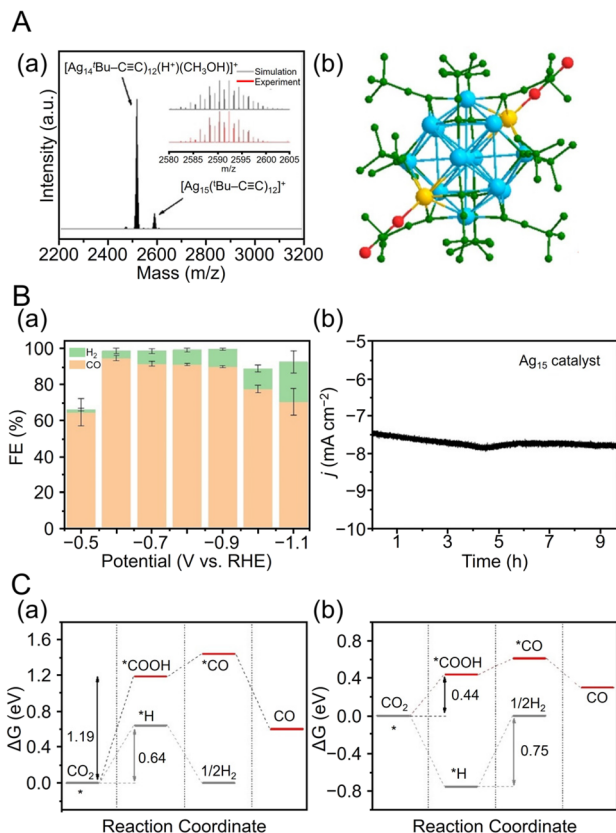 A
(a)
[Ag₁₄ᵗBu–C≡C)₁₂(H⁺)(CH₃OH)]⁺
Simulation
Experiment
2580 2585 2590 2595 2600 2605
m/z
[Ag₁₅(ᵗBu–C≡C)₁₂]⁺
Intensity (a.u.)
2200 2400 2600 2800 3000 3200
Mass (m/z)
(b)
B
(a)
100
80
60
40
20
0
H₂
CO
FE (%)
−0.5 −0.7 −0.9 −1.1
Potential (V vs. RHE)
(b)
−5
−6
−7
−8
−9
−10
Ag₁₅ catalyst
j (mA cm⁻²)
1 3 5 7 9
Time (h)
C
(a)
1.6
1.2
0.8
0.4
0.0
ΔG (eV)
*COOH
*CO
1.19
*H
0.64
CO
CO₂
*
1/2H₂
Reaction Coordinate
(b)
0.8
0.4
0.0
−0.4
−0.8
ΔG (eV)
*CO
*COOH
0.44
CO
CO₂
*
1/2H₂
0.75
*H
Reaction Coordinate